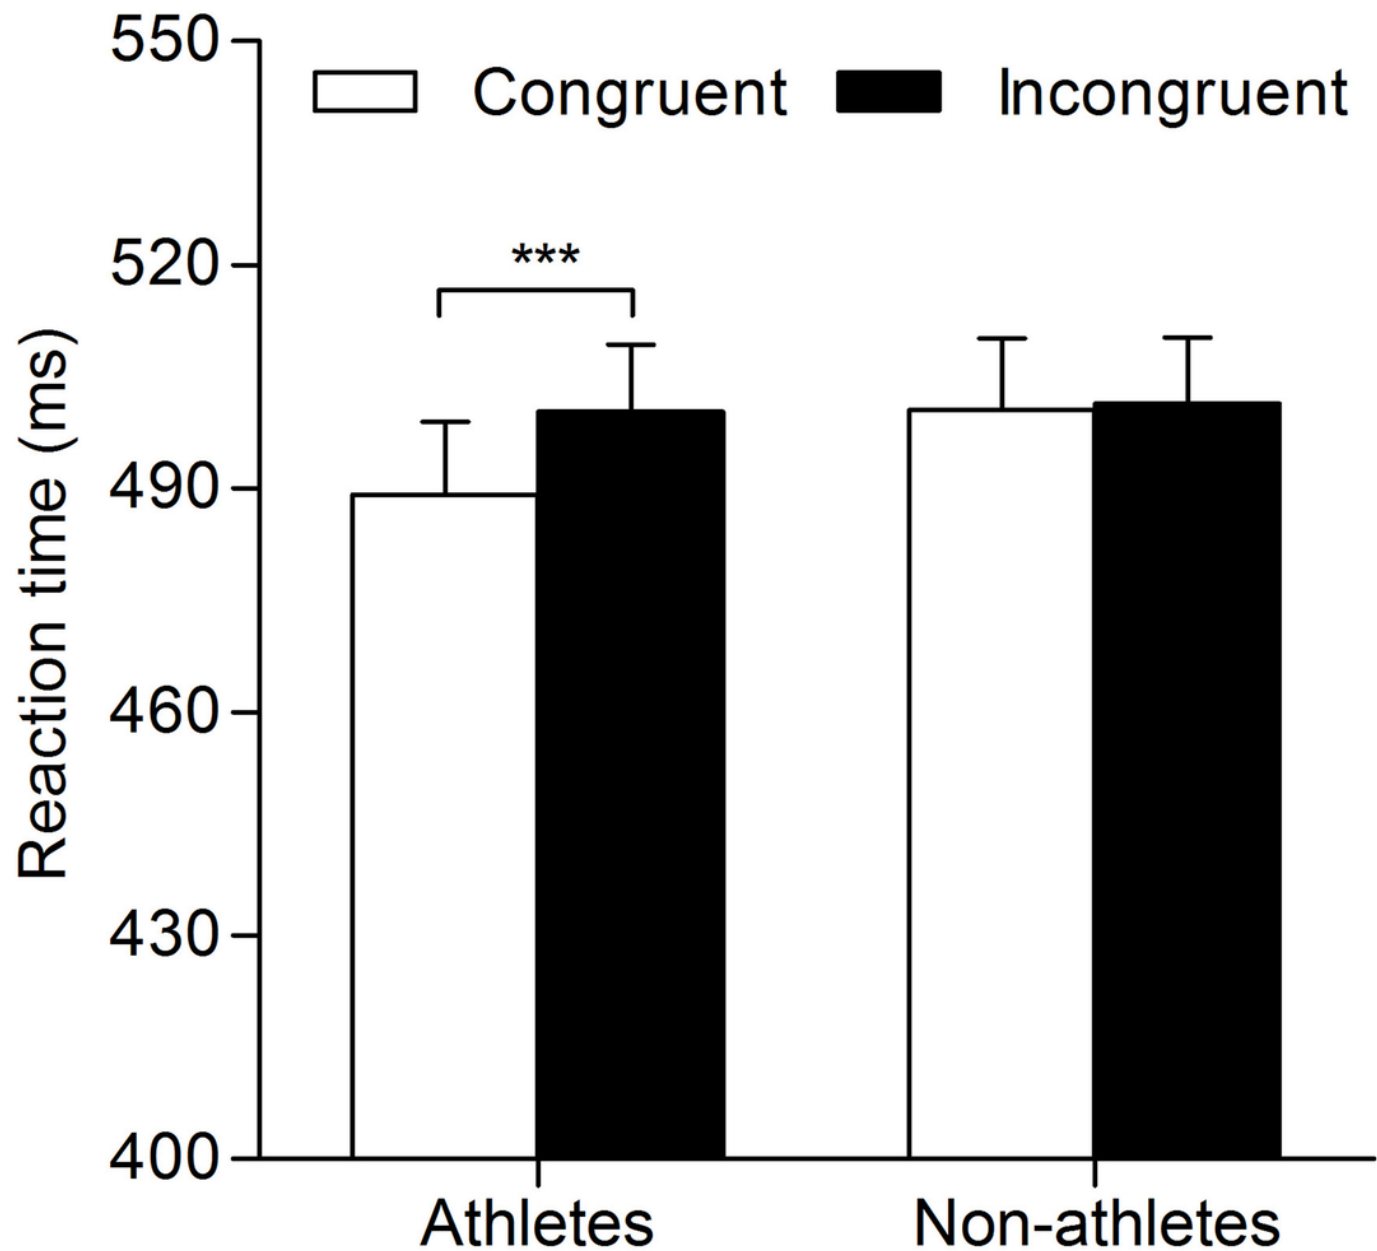 550
Congruent Incongruent
520
***
490
460
430
400
Reaction time (ms)
Athletes Non-athletes